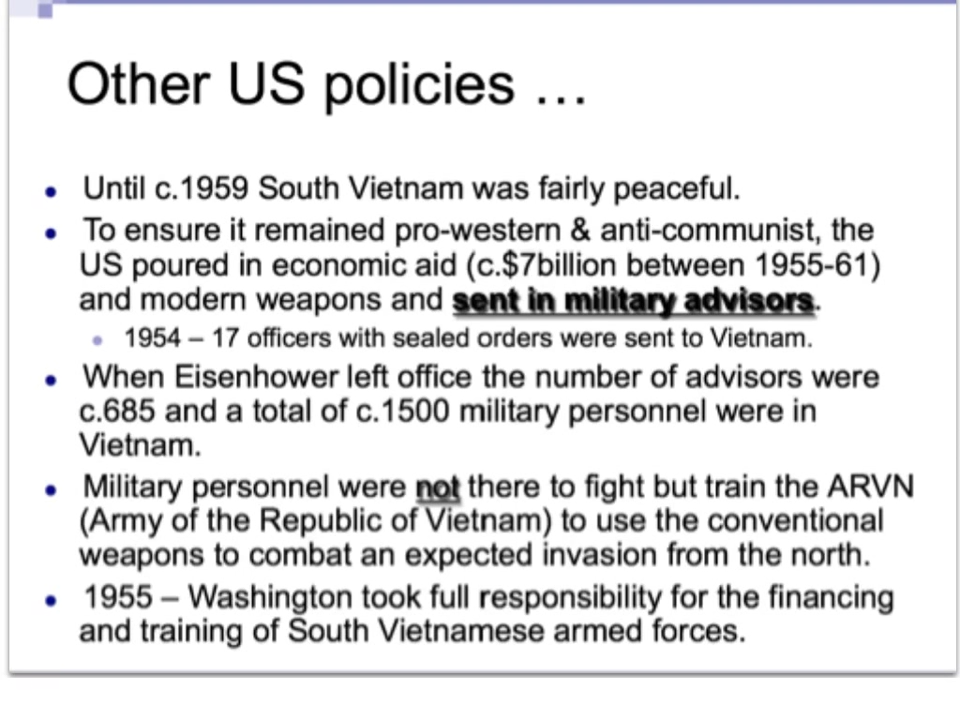 Other US policies …
• Until c.1959 South Vietnam was fairly peaceful.
• To ensure it remained pro-western & anti-communist, the
US poured in economic aid (c.$7billion between 1955-61)
and modern weapons and sent in military advisors.
• 1954 – 17 officers with sealed orders were sent to Vietnam.
• When Eisenhower left office the number of advisors were
c.685 and a total of c.1500 military personnel were in
Vietnam.
• Military personnel were not there to fight but train the ARVN
(Army of the Republic of Vietnam) to use the conventional
weapons to combat an expected invasion from the north.
• 1955 – Washington took full responsibility for the financing
and training of South Vietnamese armed forces.